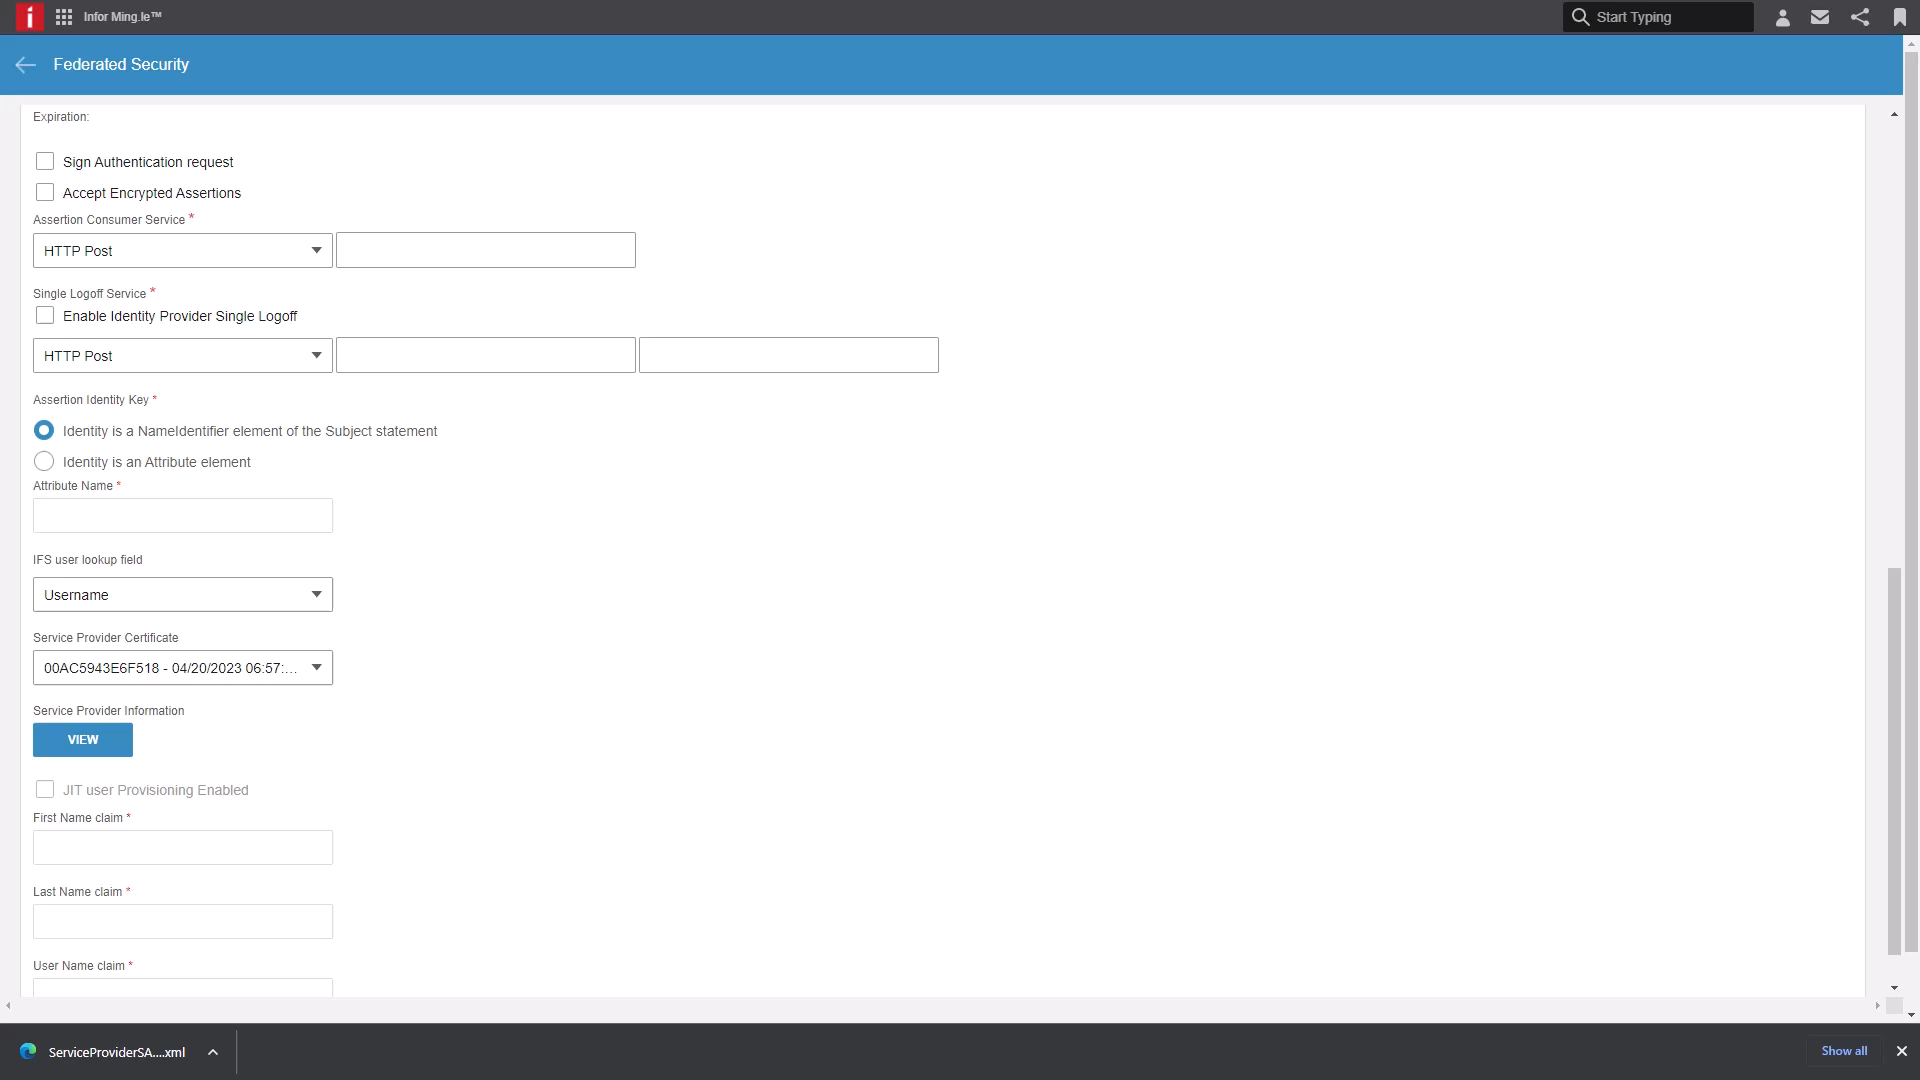 Infor Ming.le™
Start Typing
Federated Security
Expiration:
Sign Authentication request
Accept Encrypted Assertions
Assertion Consumer Service *
HTTP Post
Single Logoff Service *
Enable Identity Provider Single Logoff
HTTP Post
Assertion Identity Key *
Identity is a NameIdentifier element of the Subject statement
Identity is an Attribute element
Attribute Name *
IFS user lookup field
Username
Service Provider Certificate
00AC5943E6F518 - 04/20/2023 06:57:...
Service Provider Information
VIEW
JIT user Provisioning Enabled
First Name claim *
Last Name claim *
User Name claim *
ServiceProviderSA....xml
Show all